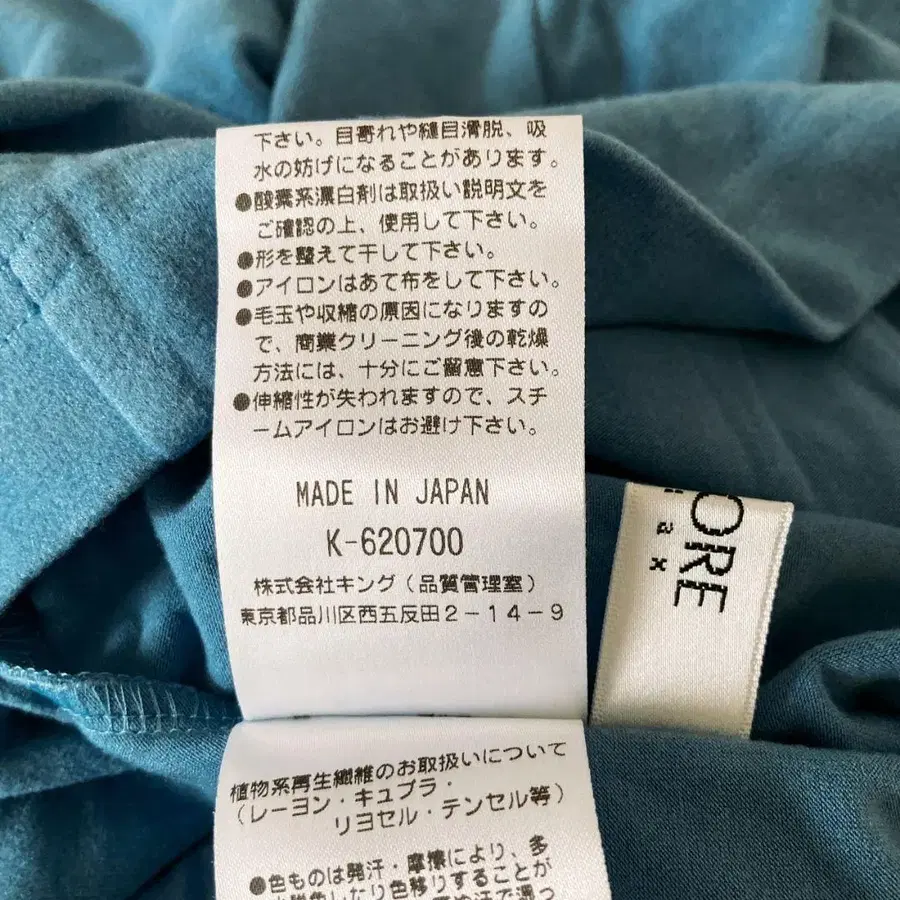 下さい。目寄れや縫目滑脱、吸
水の妨げになることがあります。
●酸素系漂白剤は取扱い説明文を
ご確認の上、使用して下さい。
●形を整えて干して下さい。
●アイロンはあて布をして下さい。
●毛玉や収縮の原因になりますの
で、商業クリーニング後の乾燥
方法には、十分にご留意下さい。
●伸縮性が失われますので、スチ
ームアイロンはお避け下さい。
MADE IN JAPAN
K-620700
株式会社キング(品質管理室)
東京都品川区西五反田2-14-9
ORE
ax
植物系再生繊維のお取扱いについて
(レーヨン・キュプラ・
リヨセル・テンセル等)
●色ものは発汗・摩擦により、多
色移りすることが